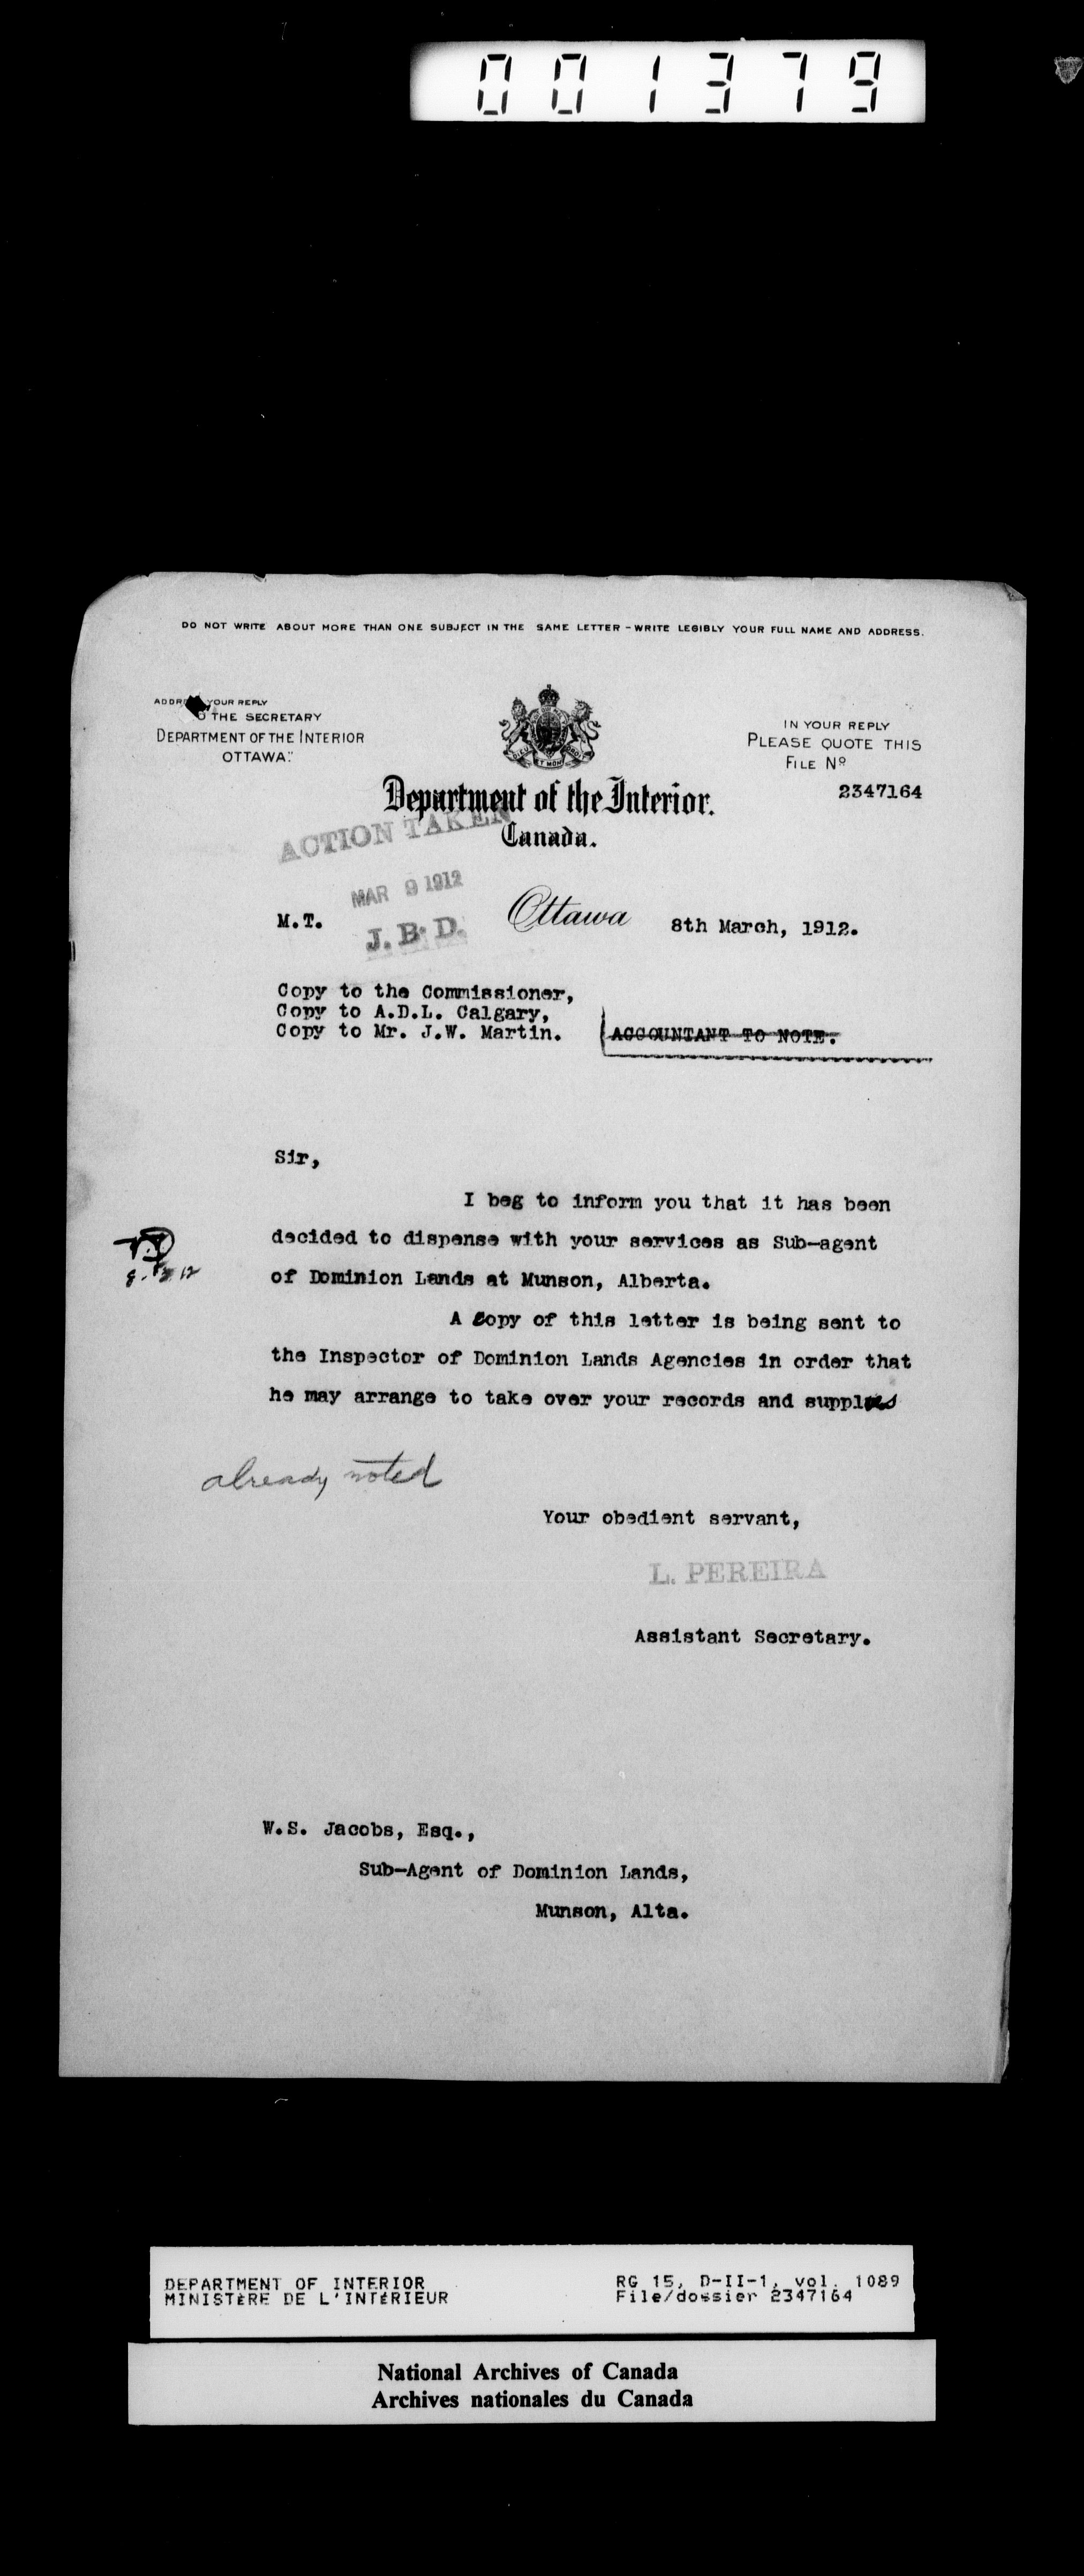 001379
DO NOT WRITE ABOUT MORE THAN ONE SUBJECT IN THE SAME LETTER - WRITE LEGIBLY YOUR FULL NAME AND ADDRESS.
YOUR REPLY
THE SECRETARY
DEPARTMENT OF THE INTERIOR
OTTAWA."
IN YOUR REPLY
PLEASE QUOTE THIS
FILE No
2347164
DIEU ET MON DROIT
Department of the Interior.
Canada.
ACTION TAKEN
MAR 9 1912
J. B. D.
M.T.
Ottawa 8th March, 1912.
Copy to the Commissioner,
Copy to A.D.L. Calgary,
Copy to Mr. J.W. Martin.
ACCOUNTANT TO NOTE.
Sir,
I beg to inform you that it has been
decided to dispense with your services as Sub-agent
of Dominion Lands at Munson, Alberta.
A copy of this letter is being sent to
the Inspector of Dominion Lands Agencies in order that
he may arrange to take over your records and supplies
already noted
Your obedient servant,
L. PEREIRA
Assistant Secretary.
W.S. Jacobs, Esq.,
Sub-Agent of Dominion Lands,
Munson, Alta.
DEPARTMENT OF INTERIOR
MINISTÈRE DE L'INTÉRIEUR
RG 15, D-II-1, vol. 1089
File/dossier 2347164
National Archives of Canada
Archives nationales du Canada